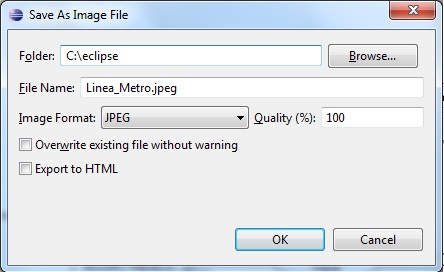 Save As Image File
Folder: C:\eclipse Browse...
File Name: Linea_Metro.jpeg
Image Format: JPEG Quality (%): 100
Overwrite existing file without warning
Export to HTML
OK Cancel